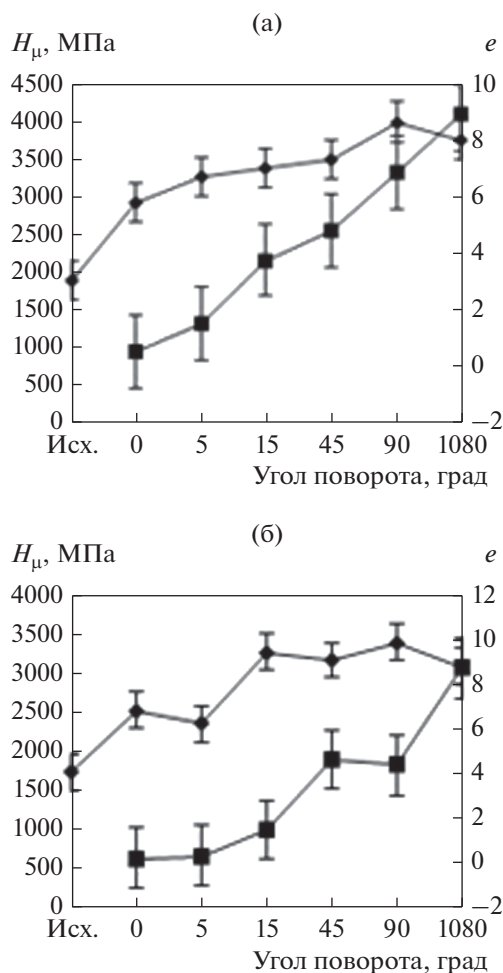 (а)
H_μ, МПа e
4500 10
4000 8
3500
3000 6
2500 4
2000
1500 2
1000 0
500
0 −2
Исх. 0 5 15 45 90 1080
Угол поворота, град
(б)
H_μ, МПа e
4000 12
3500 10
3000 8
2500 6
2000 4
1500
1000 2
500 0
0 −2
Исх. 0 5 15 45 90 1080
Угол поворота, град